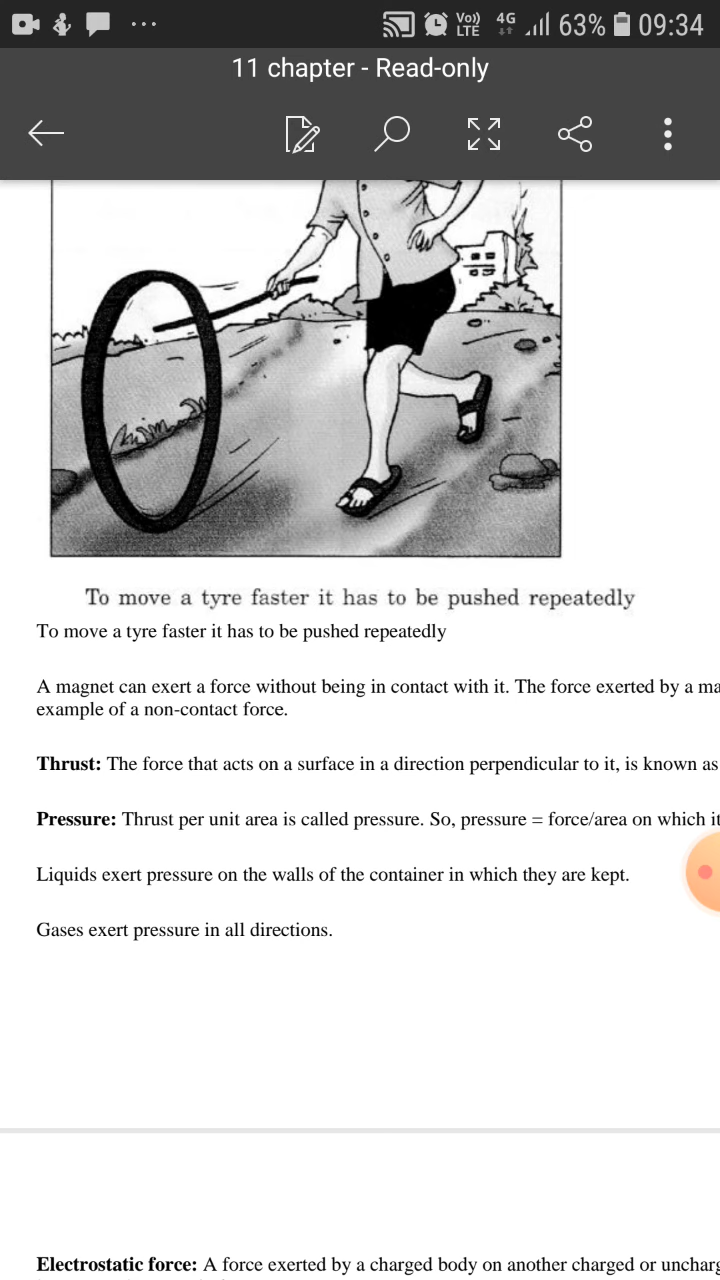 Vo)) LTE 4G 63% 09:34
11 chapter - Read-only
To move a tyre faster it has to be pushed repeatedly
To move a tyre faster it has to be pushed repeatedly
A magnet can exert a force without being in contact with it. The force exerted by a ma
example of a non-contact force.
Thrust: The force that acts on a surface in a direction perpendicular to it, is known as
Pressure: Thrust per unit area is called pressure. So, pressure = force/area on which it
Liquids exert pressure on the walls of the container in which they are kept.
Gases exert pressure in all directions.
Electrostatic force: A force exerted by a charged body on another charged or uncharg